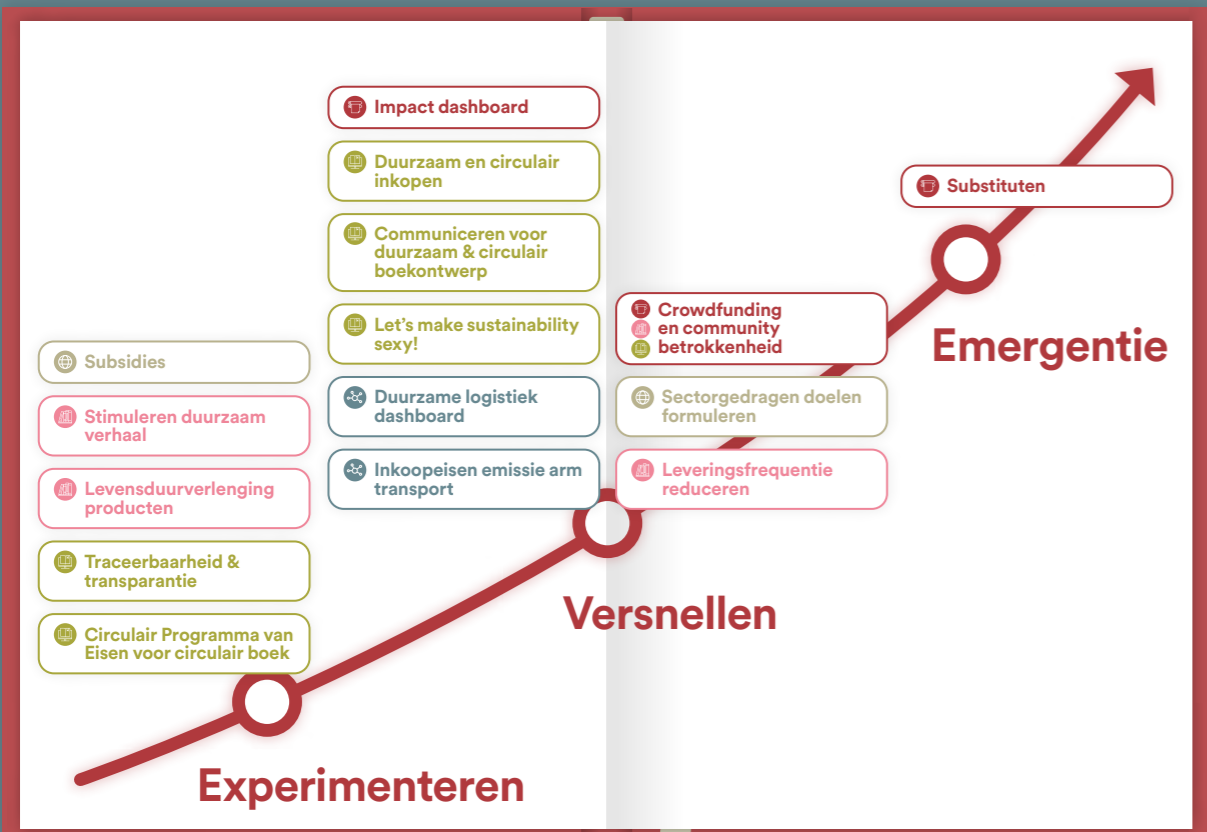 Impact dashboard
Duurzaam en circulair
inkopen
Communiceren voor
duurzaam & circulair
boekontwerp
Let's make sustainability
sexy!
Duurzame logistiek
dashboard
Inkoopeisen emissie arm
transport
Subsidies
Stimuleren duurzaam
verhaal
Levensduurverlenging
producten
Traceerbaarheid &
transparantie
Circulair Programma van
Eisen voor circulair boek
Experimenteren
Crowdfunding
en community
betrokkenheid
Sectorgedragen doelen
formuleren
Leveringsfrequentie
reduceren
Versnellen
Substituten
Emergentie